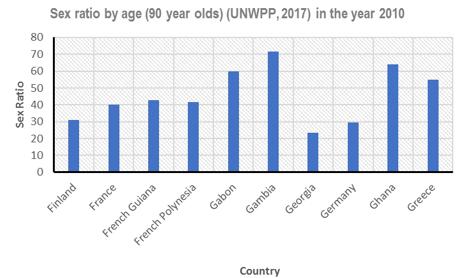 Sex ratio by age (90 year olds) (UNWPP, 2017) in the year 2010
80
70
60
50
40
30
20
10
0
Sex Ratio
Finland
France
French Guiana
French Polynesia
Gabon
Gambia
Georgia
Germany
Ghana
Greece
Country